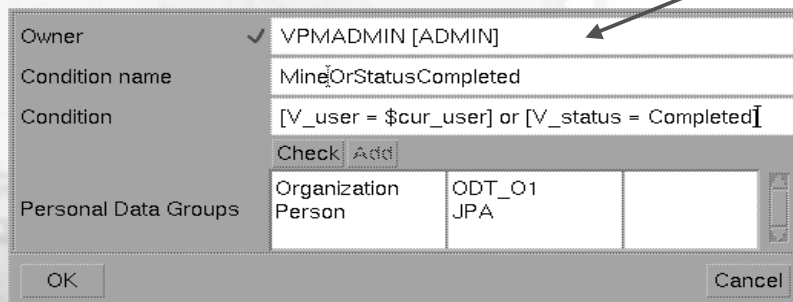 Owner VPMADMIN [ADMIN]
Condition name MineOrStatusCompleted
Condition [V_user = $cur_user] or [V_status = Completed]
Check Add
Personal Data Groups
Organization ODT_O1
Person JPA
OK Cancel